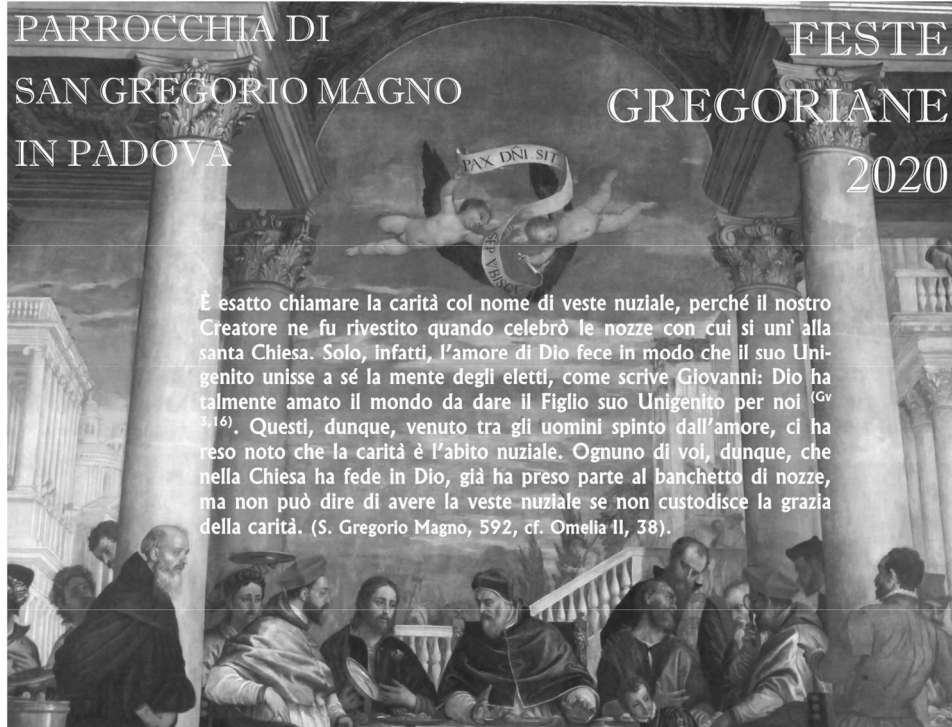 PARROCCHIA DI
SAN GREGORIO MAGNO
IN PADOVA
FESTE
GREGORIANE
2020
PAX DÑI SIT
SEP VBISCV
È esatto chiamare la carità col nome di veste nuziale, perché il nostro
Creatore ne fu rivestito quando celebrò le nozze con cui si unì alla
santa Chiesa. Solo, infatti, l'amore di Dio fece in modo che il suo Uni-
genito unisse a sé la mente degli eletti, come scrive Giovanni: Dio ha
talmente amato il mondo da dare il Figlio suo Unigenito per noi (Gv
3,16). Questi, dunque, venuto tra gli uomini spinto dall'amore, ci ha
reso noto che la carità è l'abito nuziale. Ognuno di voi, dunque, che
nella Chiesa ha fede in Dio, già ha preso parte al banchetto di nozze,
ma non può dire di avere la veste nuziale se non custodisce la grazia
della carità. (S. Gregorio Magno, 592, cf. Omelia II, 38).